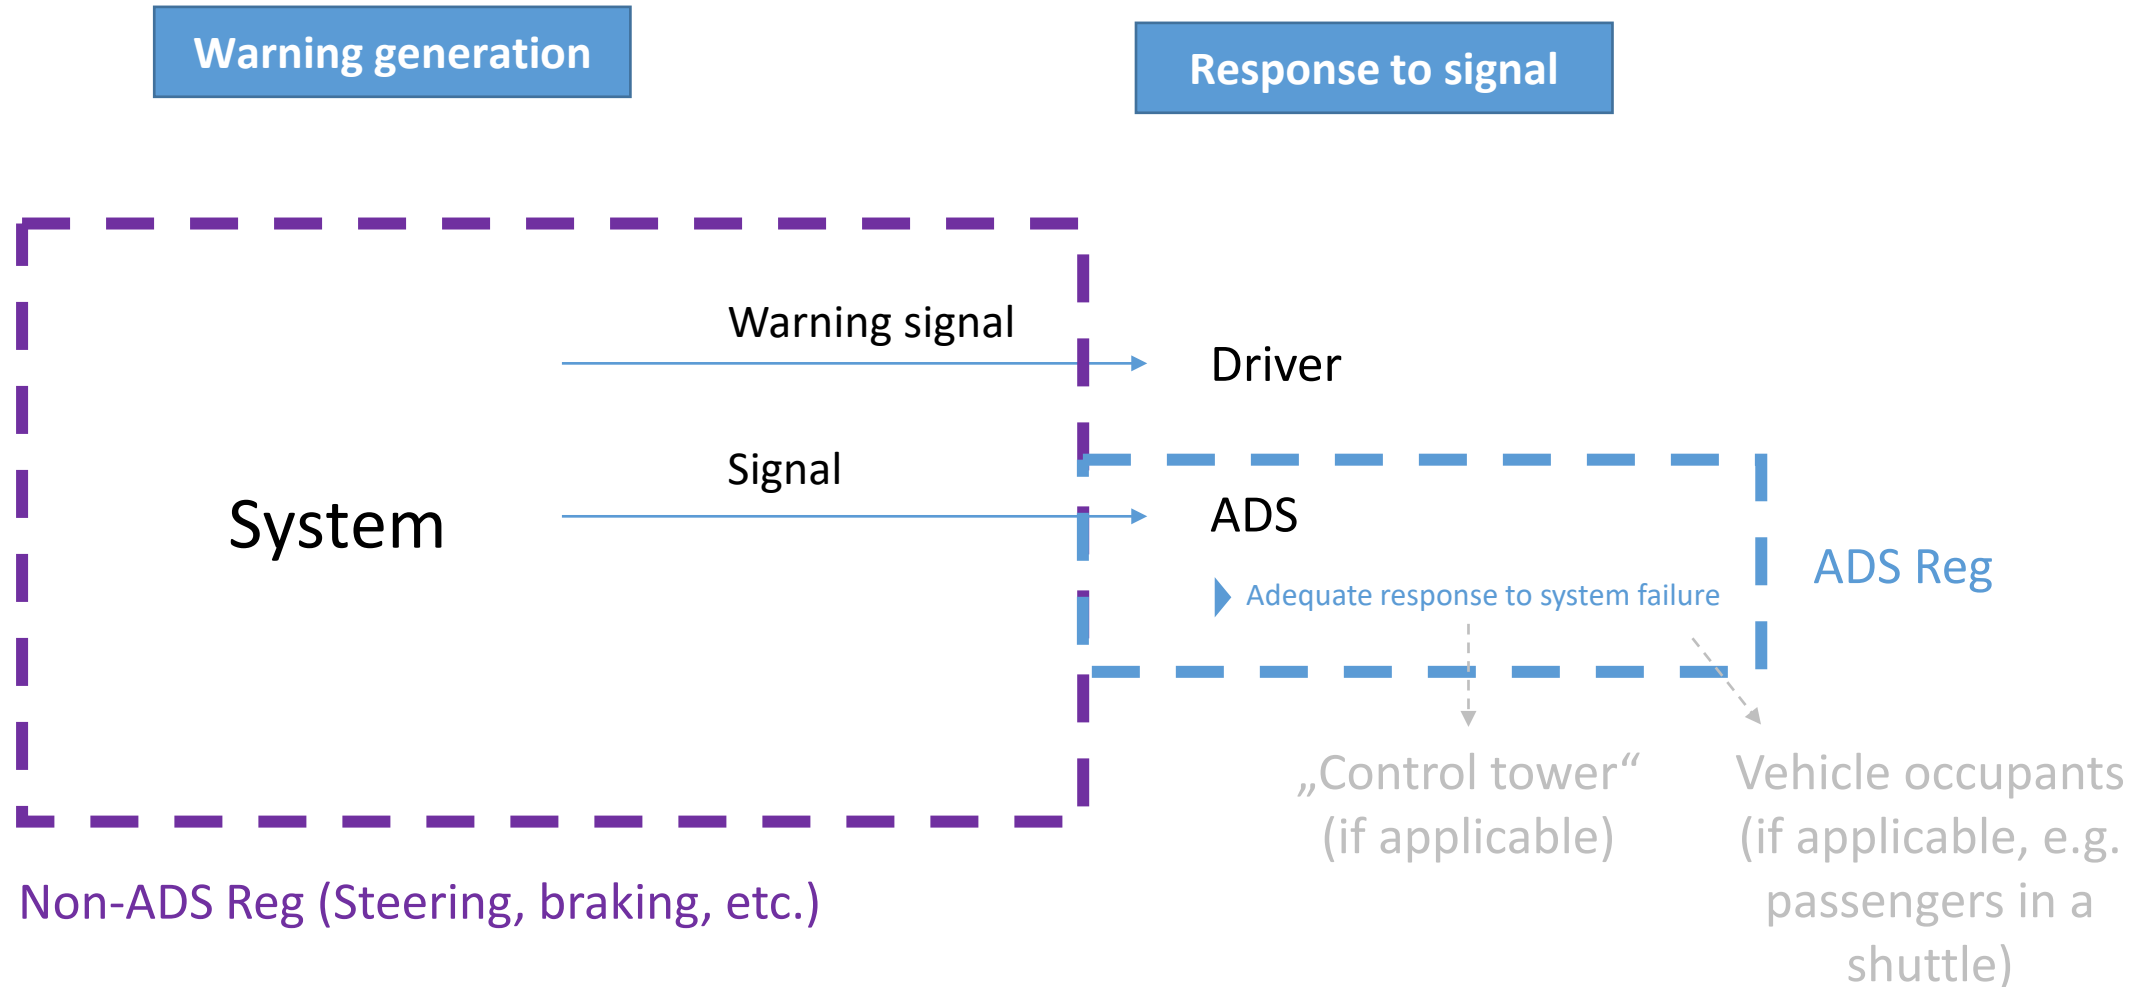 Warning generation
Response to signal
Warning signal
Driver
Signal
System
ADS
Adequate response to system failure
ADS Reg
„Control tower“
(if applicable)
Vehicle occupants
(if applicable, e.g.
passengers in a
shuttle)
Non-ADS Reg (Steering, braking, etc.)